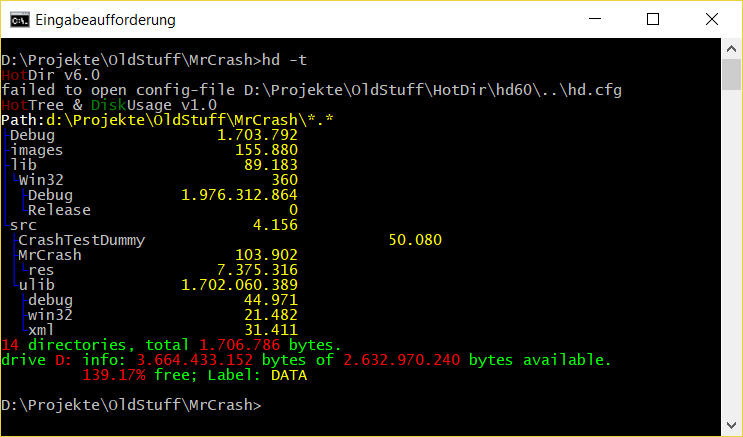 Eingabeaufforderung
D:\Projekte\OldStuff\MrCrash>hd -t
HotDir v6.0
failed to open config-file D:\Projekte\OldStuff\HotDir\hd60\..\hd.cfg
HotTree & DiskUsage v1.0
Path:d:\Projekte\OldStuff\MrCrash\*.*
├Debug 1.703.792
├images 155.880
├lib 89.183
│└Win32 360
│ ├Debug 1.976.312.864
│ └Release 0
└src 4.156
 ├CrashTestDummy 50.080
 ├MrCrash 103.902
 │└res 7.375.316
 └ulib 1.702.060.389
  ├debug 44.971
  ├win32 21.482
  └xml 31.411
14 directories, total 1.706.786 bytes.
drive D: info: 3.664.433.152 bytes of 2.632.970.240 bytes available.
139.17% free; Label: DATA
D:\Projekte\OldStuff\MrCrash>